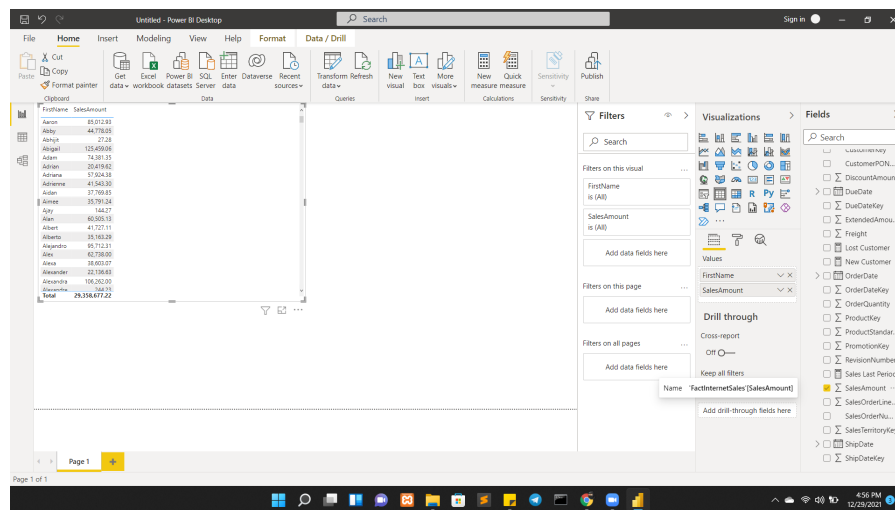 Untitled - Power BI Desktop
Search
Sign in
File Home Insert Modeling View Help Format Data / Drill
Paste
Cut
Copy
Format painter
Get data
Excel workbook
Power BI datasets
SQL Server
Enter data
Dataverse
Recent sources
Transform data
Refresh
New visual
Text box
More visuals
New measure
Quick measure
Sensitivity
Publish
Clipboard Data Queries Insert Calculations Sensitivity Share
FirstName SalesAmount
Aaron 85,012.93
Abby 44,778.05
Abhijit 27.28
Abigail 125,459.06
Adam 74,381.35
Adrian 20,419.62
Adriana 57,924.38
Adrienne 41,543.30
Aidan 37,769.85
Aimee 35,791.24
Ajay 144.27
Alan 60,505.13
Albert 41,727.11
Alberto 35,163.29
Alejandro 95,712.31
Alex 62,738.00
Alexa 38,603.07
Alexander 22,136.63
Alexandra 106,262.00
Total 29,358,677.22
Filters
Search
Filters on this visual ...
FirstName
is (All)
SalesAmount
is (All)
Add data fields here
Filters on this page ...
Add data fields here
Filters on all pages ...
Add data fields here
Visualizations
R Py
...
Values
FirstName
SalesAmount
Drill through
Cross-report
Off
Keep all filters
Name 'FactInternetSales'[SalesAmount]
Add drill-through fields here
Fields
Search
CustomerKey
CustomerPON...
DiscountAmoun
DueDate
DueDateKey
ExtendedAmou...
Freight
Lost Customer
New Customer
OrderDate
OrderDateKey
OrderQuantity
ProductKey
ProductStandar...
PromotionKey
RevisionNumber
Sales Last Period
SalesAmount
SalesOrderLine...
SalesOrderNu...
SalesTerritoryKey
ShipDate
ShipDateKey
Page 1
Page 1 of 1
4:56 PM
12/29/2021